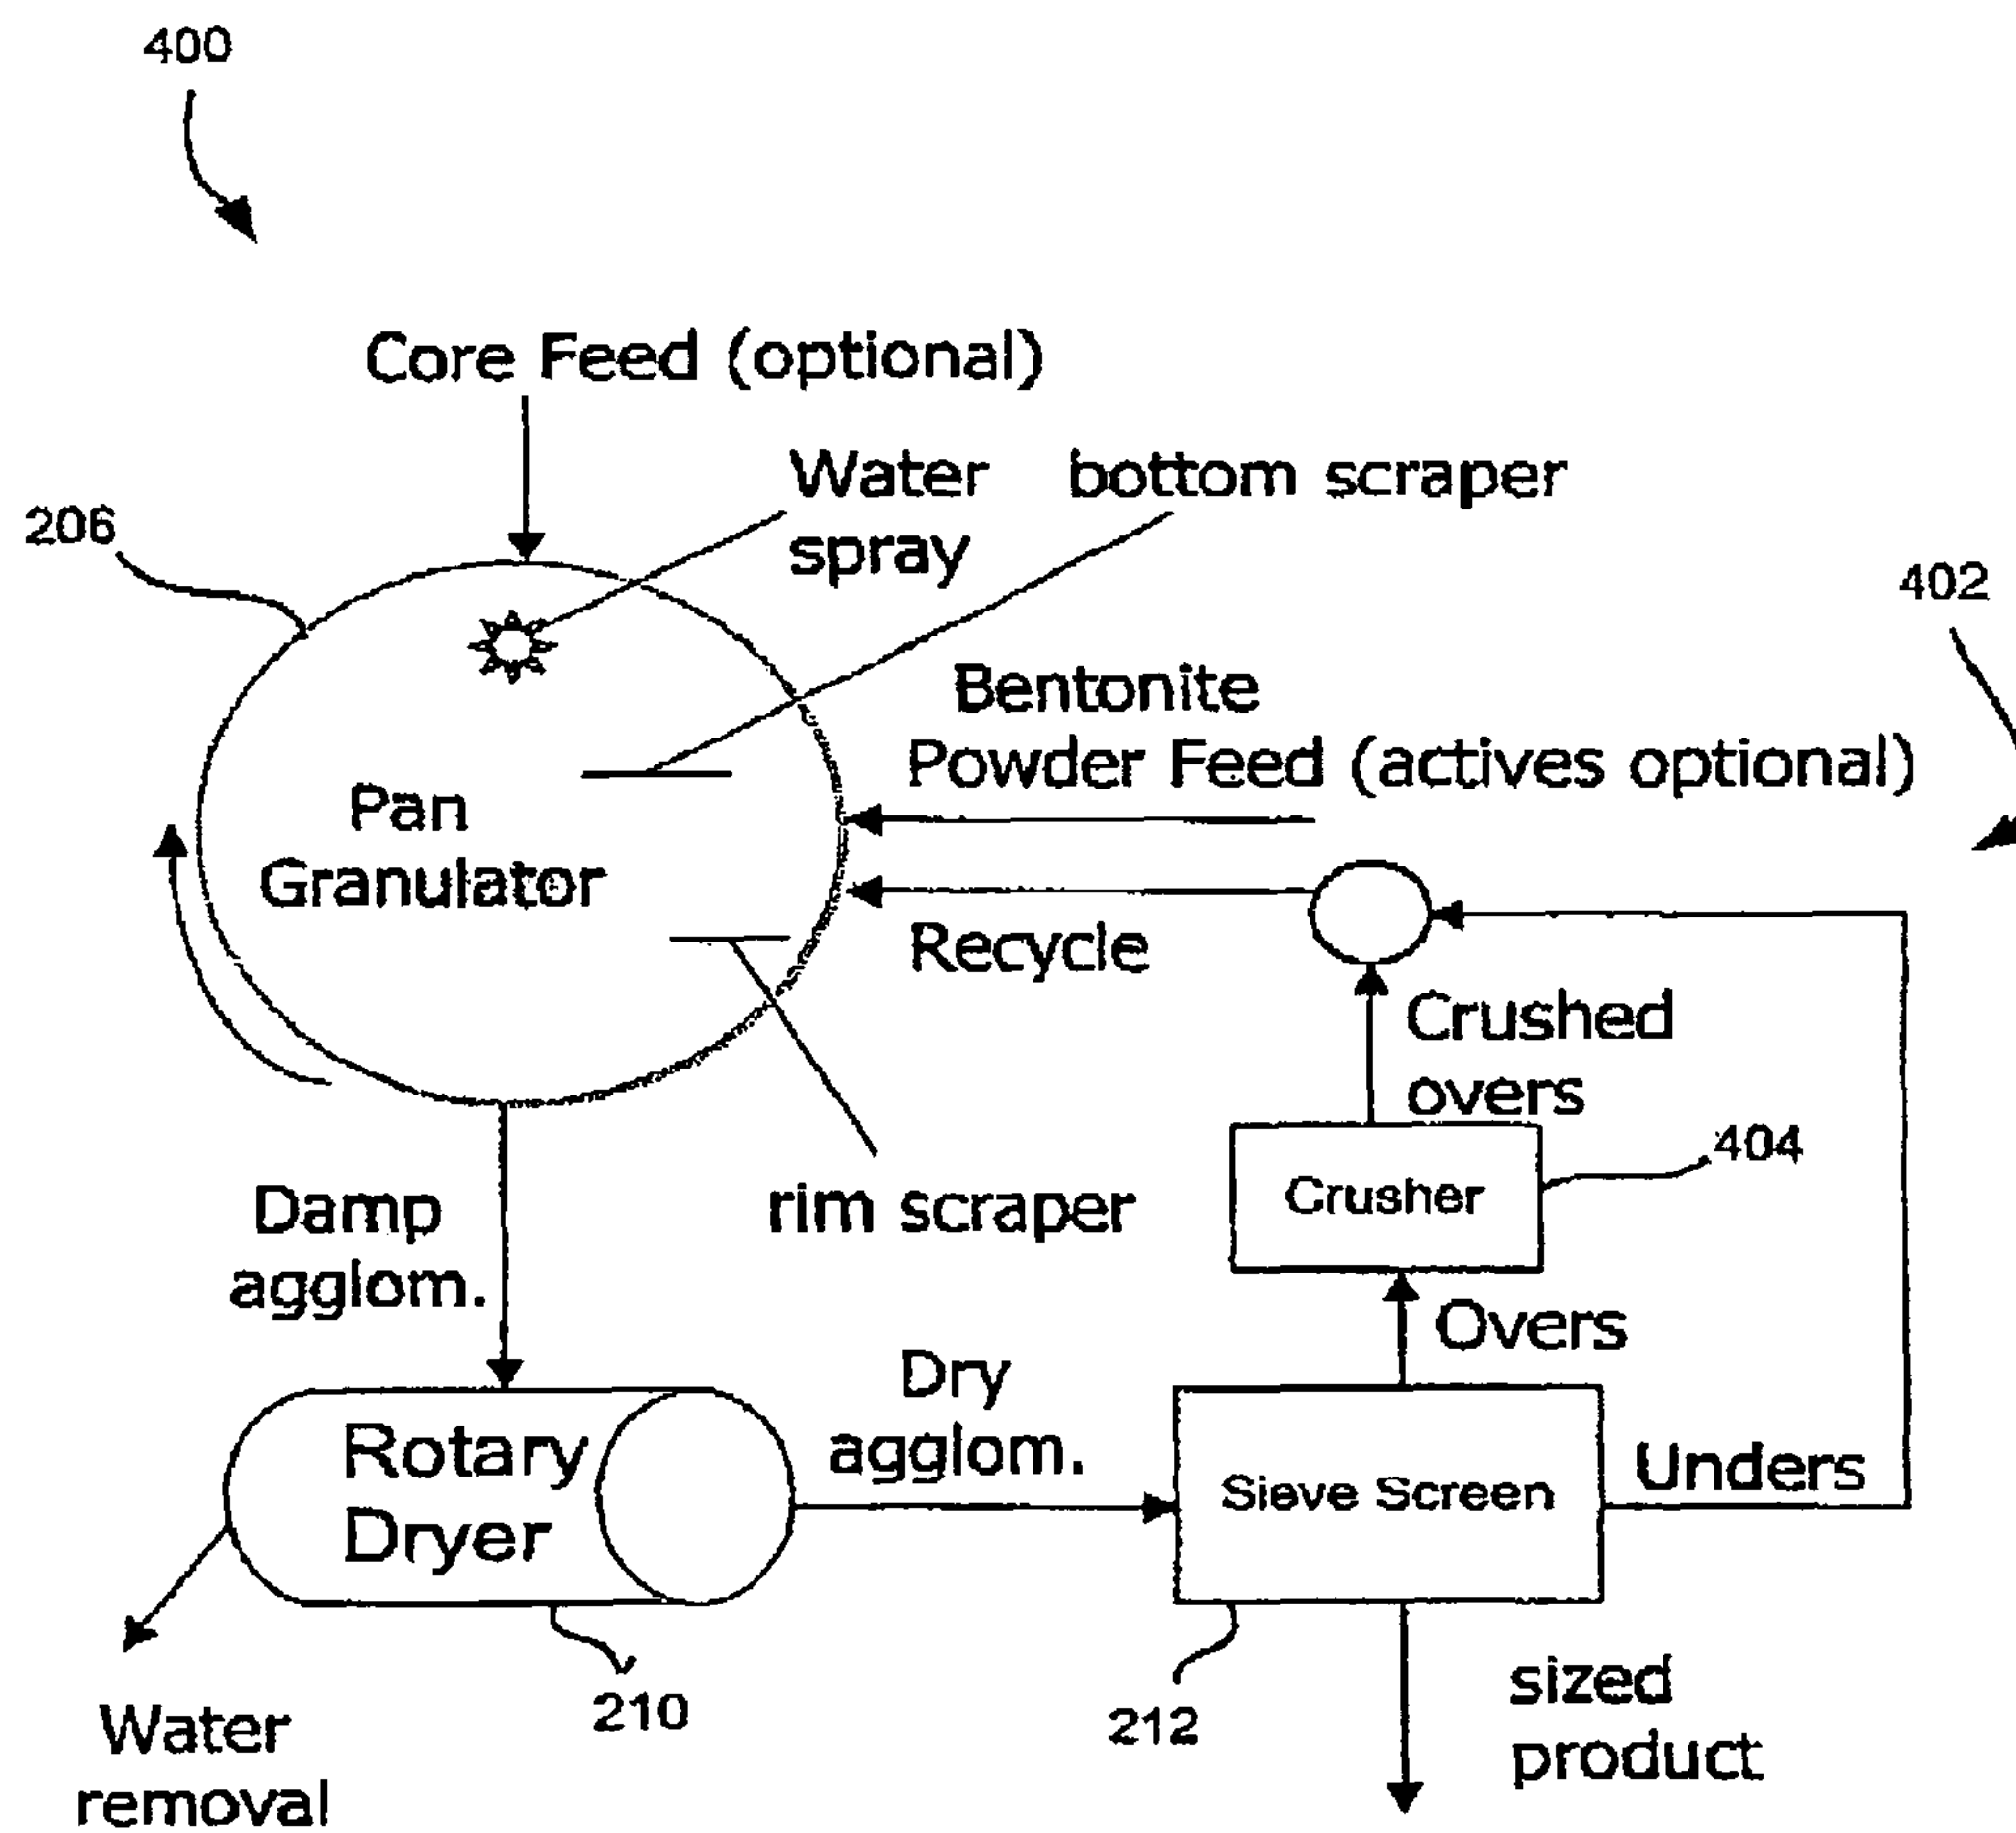 400
Core Feed (optional)
Water
spray
bottom scraper
206
402
Bentonite
Powder Feed (actives optional)
Pan
Granulator
Recycle
Crushed
overs
404
Crusher
Damp
agglom.
rim scraper
Overs
Dry
agglom.
Rotary
Dryer
Sieve Screen
Unders
210
212
sized
product
Water
removal